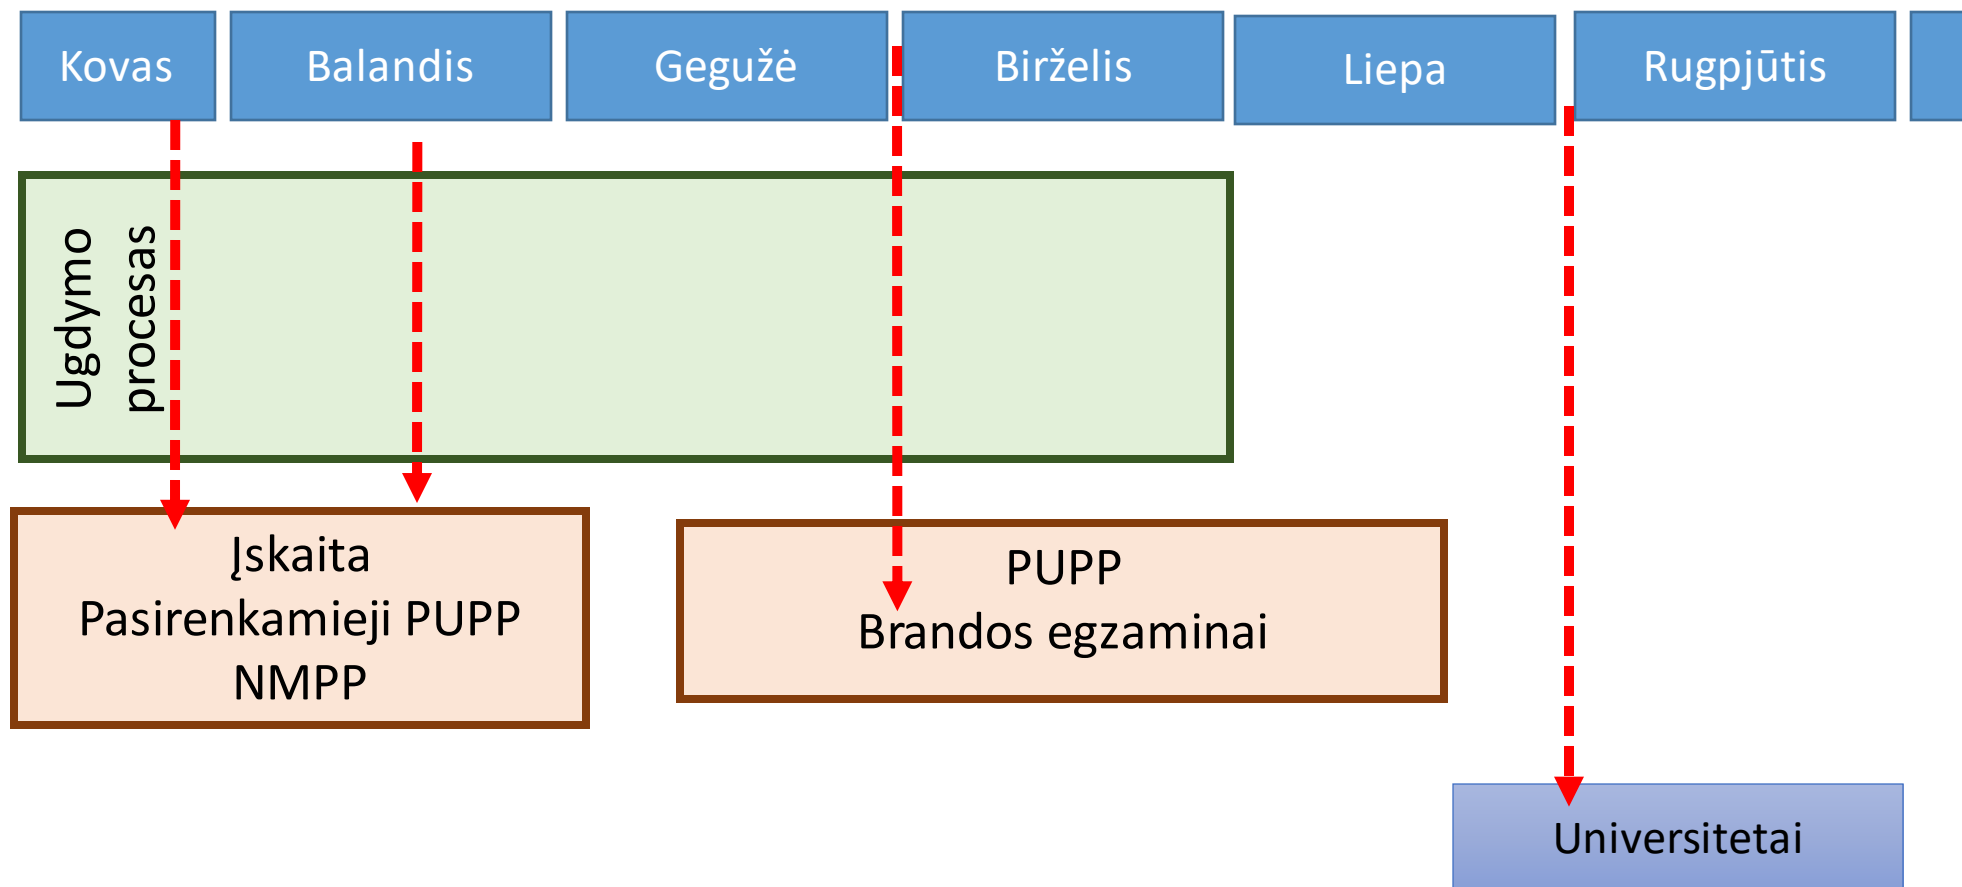 Kovas
Balandis
Gegužė
Birželis
Liepa
Rugpjūtis
Ugdymo
procesas
Įskaita
Pasirenkamieji PUPP
NMPP
PUPP
Brandos egzaminai
Universitetai